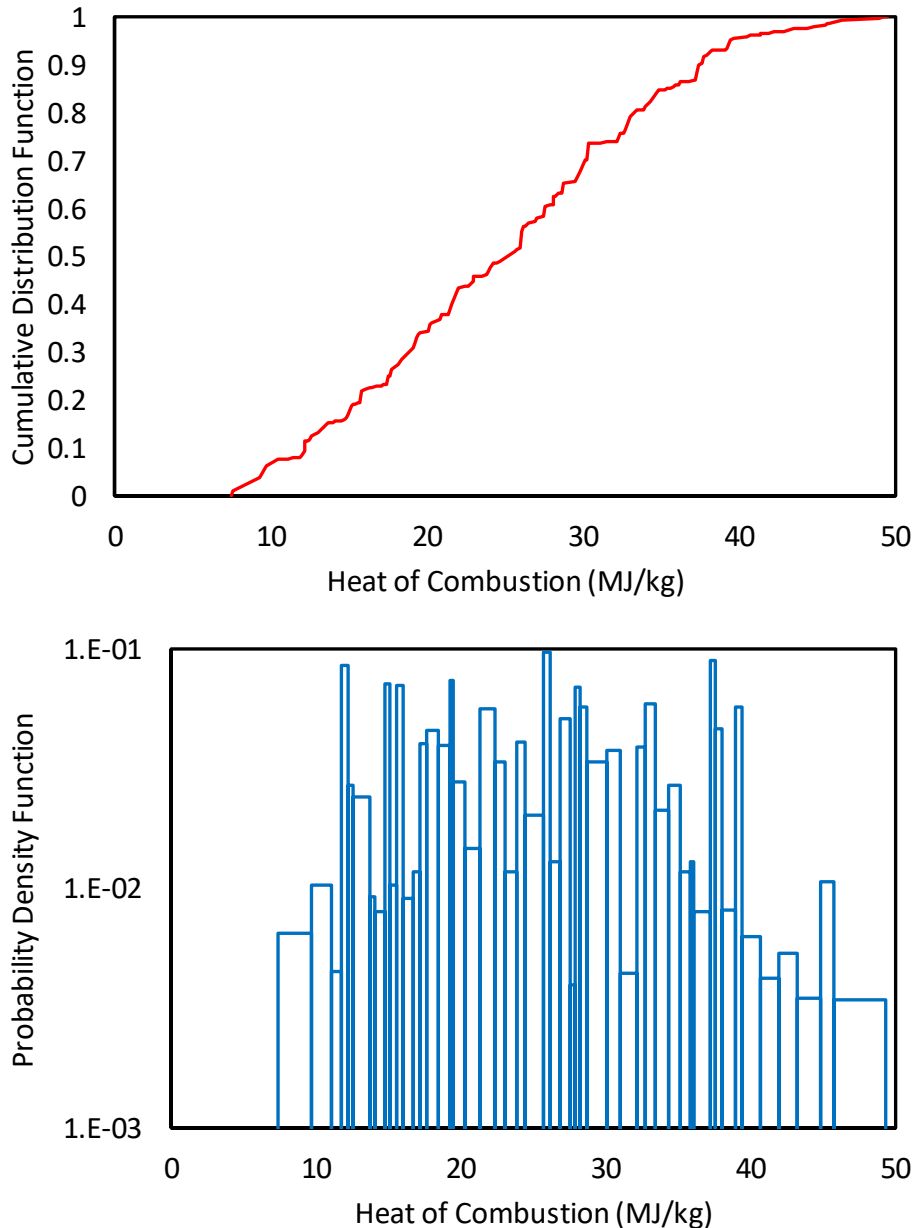 1
0.9
0.8
0.7
0.6
0.5
0.4
0.3
0.2
0.1
0
Cumulative Distribution Function
0 10 20 30 40 50
Heat of Combustion (MJ/kg)
1.E-01
1.E-02
1.E-03
Probability Density Function
0 10 20 30 40 50
Heat of Combustion (MJ/kg)